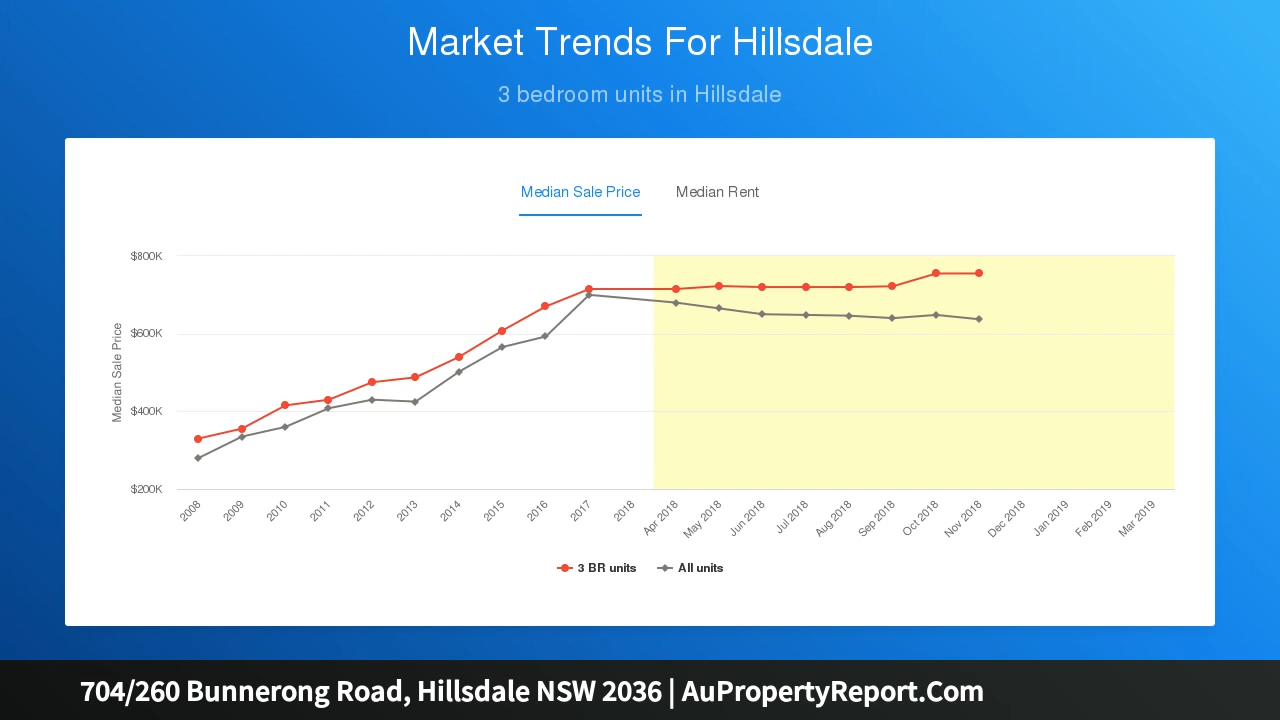 Market Trends For Hillsdale
3 bedroom units in Hillsdale
Median Sale Price Median Rent
Median Sale Price
$800K
$600K
$400K
$200K
2008 2009 2010 2011 2012 2013 2014 2015 2016 2017 2018 Apr 2018 May 2018 Jun 2018 Jul 2018 Aug 2018 Sep 2018 Oct 2018 Nov 2018 Dec 2018 Jan 2019 Feb 2019 Mar 2019
3 BR units All units
704/260 Bunnerong Road, Hillsdale NSW 2036 | AuPropertyReport.Com